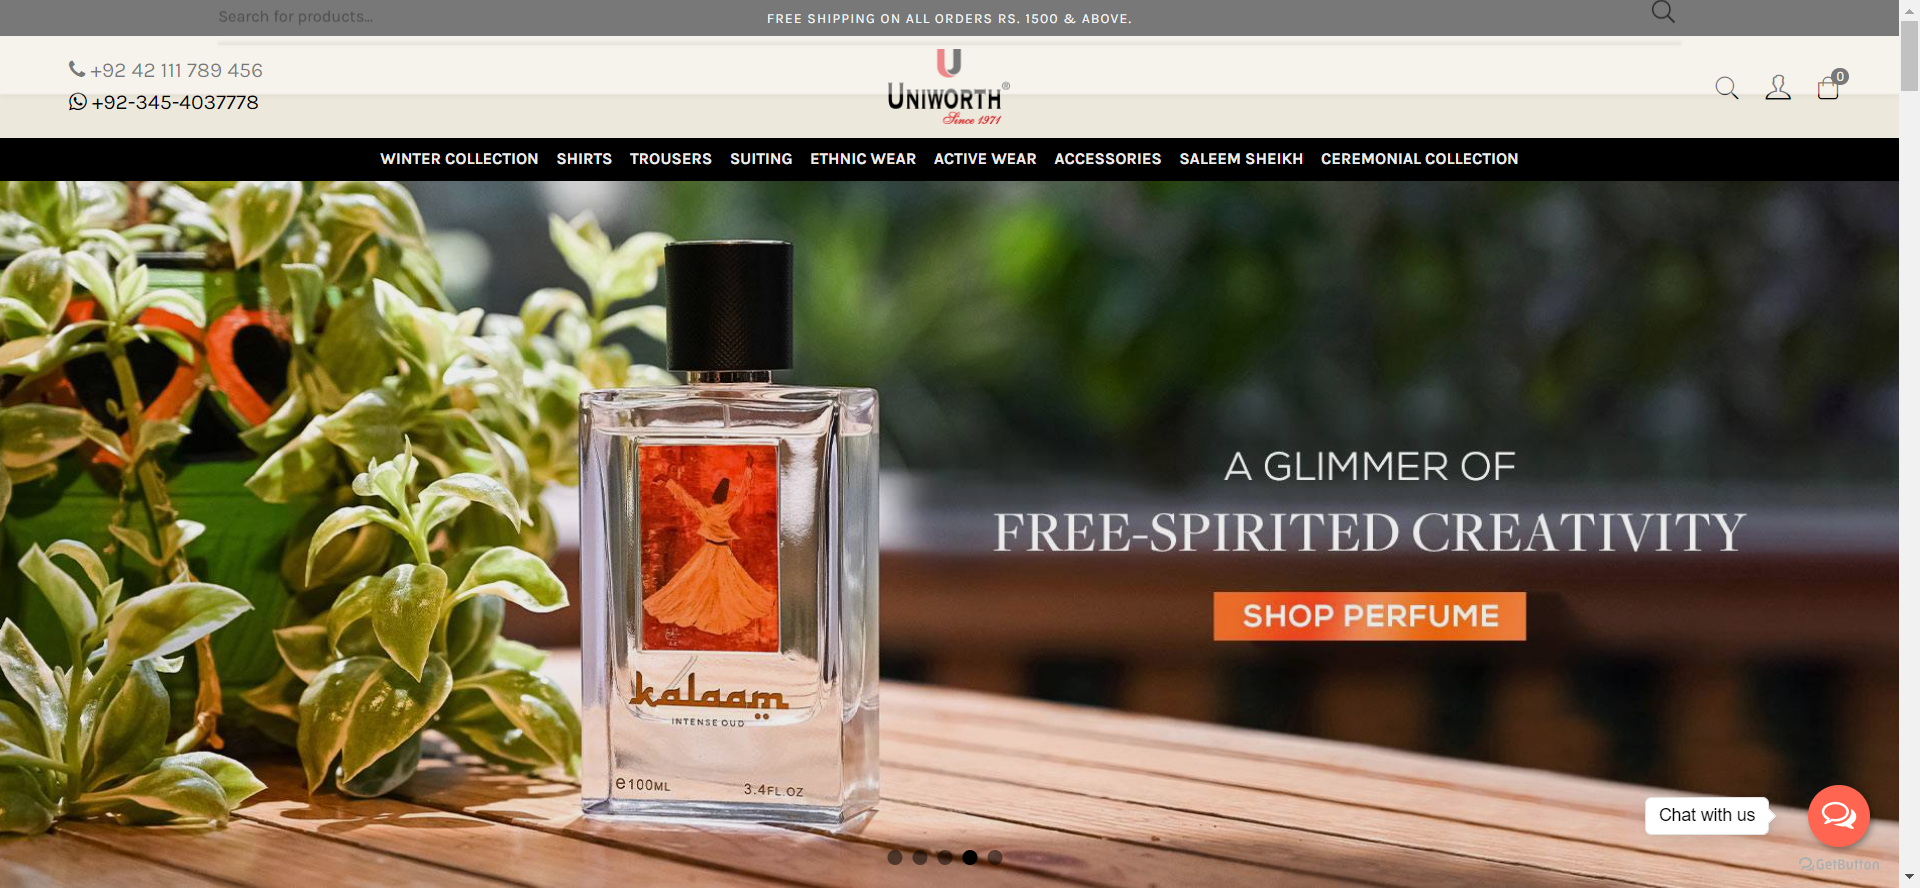 Search for products...
FREE SHIPPING ON ALL ORDERS RS. 1500 & ABOVE.
+92 42 111 789 456
+92-345-4037778
U
UNIWORTH®
Since 1971
0
WINTER COLLECTION SHIRTS TROUSERS SUITING ETHNIC WEAR ACTIVE WEAR ACCESSORIES SALEEM SHEIKH CEREMONIAL COLLECTION
A GLIMMER OF
FREE-SPIRITED CREATIVITY
SHOP PERFUME
kalaam
INTENSE OUD
e100ML 3.4FL.OZ
Chat with us
GetButton